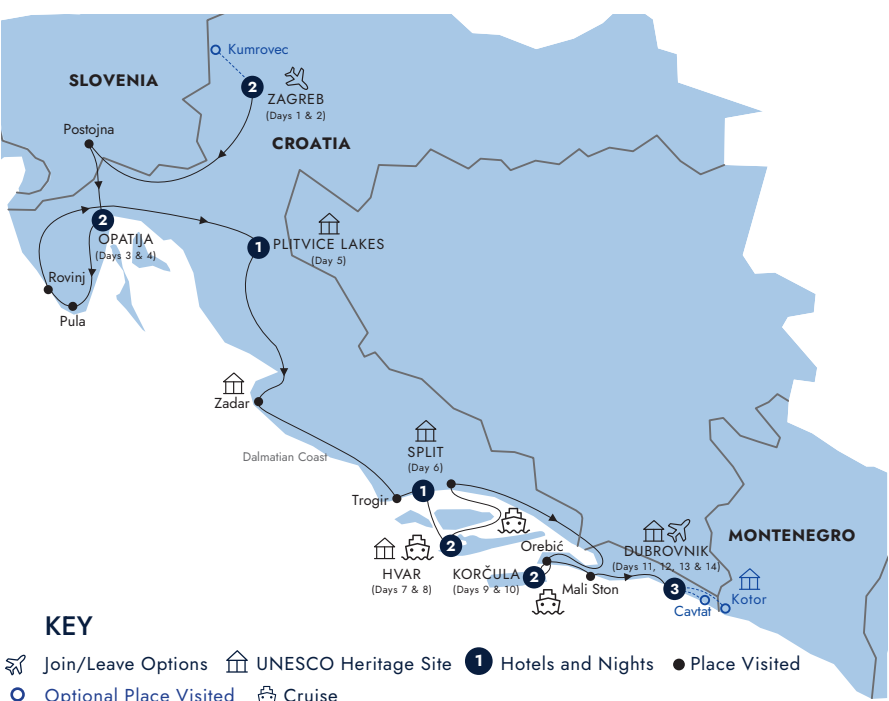 Kumrovec
SLOVENIA
2
ZAGREB
(Days 1 & 2)
Postojna
CROATIA
2
OPATIJA
(Days 3 & 4)
1
PLITVICE LAKES
(Day 5)
Rovinj
Pula
Zadar
Dalmatian Coast
SPLIT
(Day 6)
1
Trogir
2
HVAR
(Days 7 & 8)
Orebić
KORČULA
(Days 9 & 10)
2
Mali Ston
DUBROVNIK
(Days 11, 12, 13 & 14)
3
MONTENEGRO
Cavtat
Kotor
KEY
Join/Leave Options UNESCO Heritage Site 1 Hotels and Nights Place Visited
Optional Place Visited Cruise